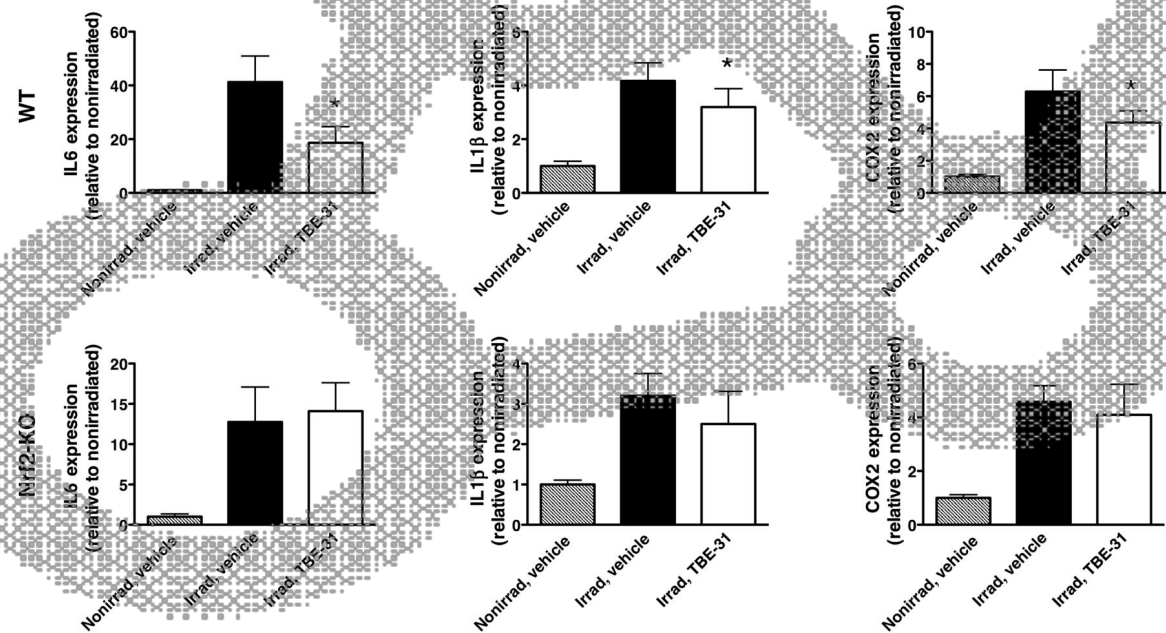 WT
IL6 expression
(relative to nonirradiated)
60
40
20
0
Nonirrad, vehicle
Irrad, vehicle
Irrad, TBE-31
*
IL1β expression
(relative to nonirradiated)
6
4
2
0
Nonirrad, vehicle
Irrad, vehicle
Irrad, TBE-31
*
COX2 expression
(relative to nonirradiated)
10
8
6
4
2
0
Nonirrad, vehicle
Irrad, vehicle
Irrad, TBE-31
*
Nrf2-KO
IL6 expression
(relative to nonirradiated)
20
15
10
5
0
Nonirrad, vehicle
Irrad, vehicle
Irrad, TBE-31
IL1β expression
(relative to nonirradiated)
4
3
2
1
0
Nonirrad, vehicle
Irrad, vehicle
Irrad, TBE-31
COX2 expression
(relative to nonirradiated)
6
4
2
0
Nonirrad, vehicle
Irrad, vehicle
Irrad, TBE-31